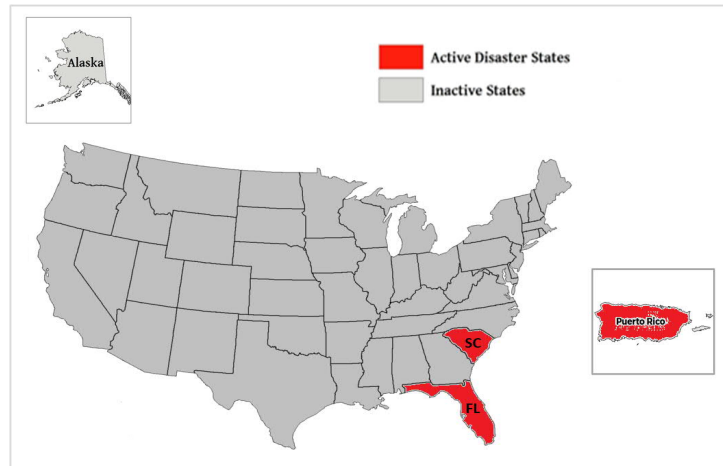 Alaska
Active Disaster States
Inactive States
Puerto Rico
SC
FL